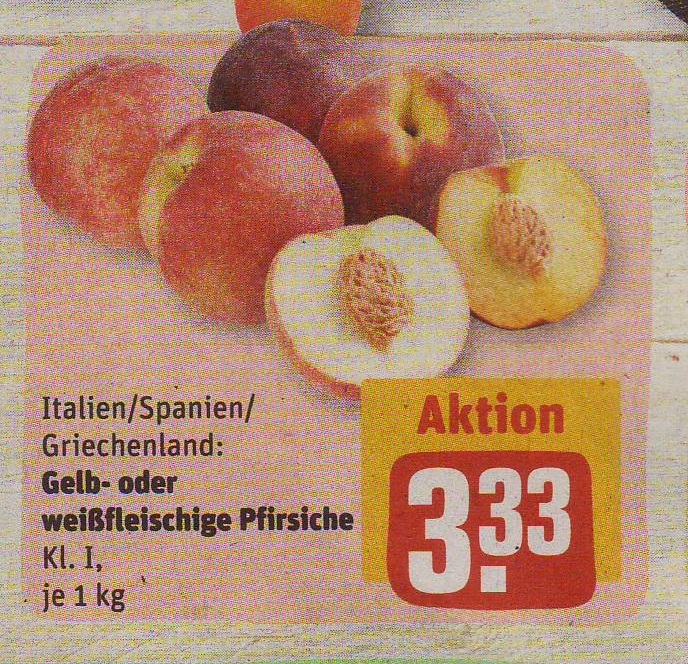 Italien/Spanien/
Griechenland:
Gelb- oder
weißfleischige Pfirsiche
Kl. I,
je 1 kg
Aktion
3.33